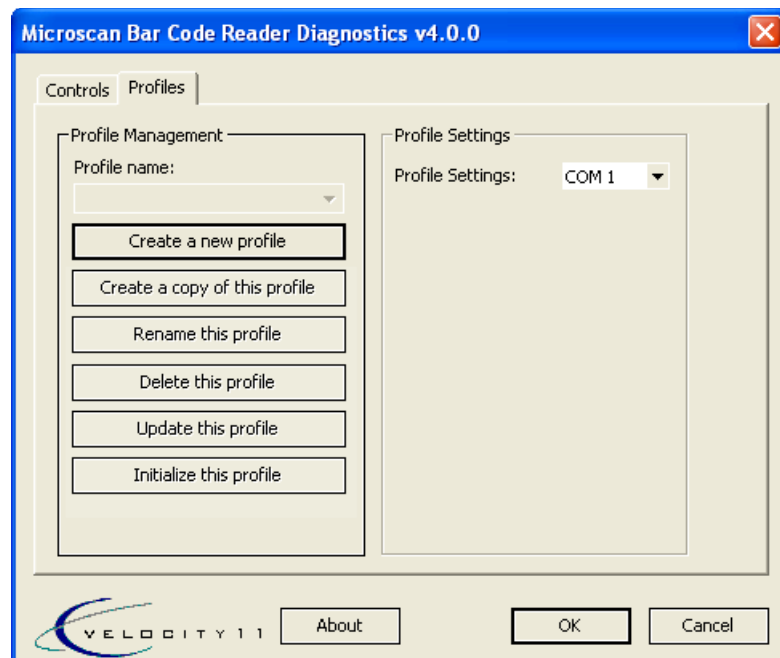 Microscan Bar Code Reader Diagnostics v4.0.0
Controls
Profiles
Profile Management
Profile name:
Create a new profile
Create a copy of this profile
Rename this profile
Delete this profile
Update this profile
Initialize this profile
Profile Settings
Profile Settings:
COM 1
VELOCITY11
About
OK
Cancel